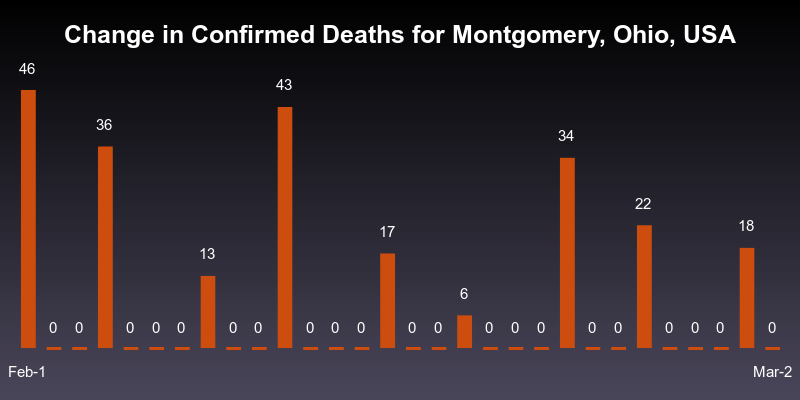 Change in Confirmed Deaths for Montgomery, Ohio, USA
46 0 0 36 0 0 0 13 0 0 43 0 0 0 17 0 0 6 0 0 0 34 0 0 22 0 0 0 18 0
Feb-1 Mar-2